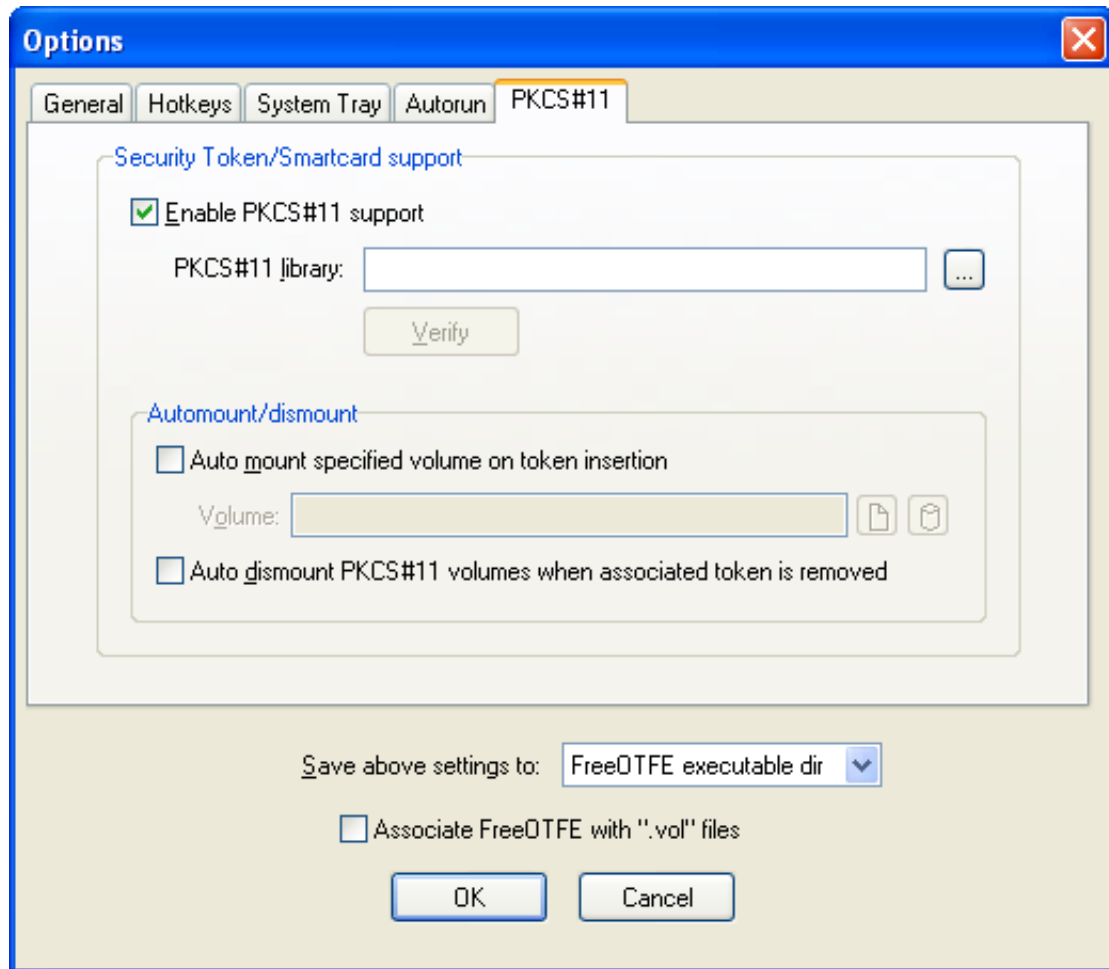 Options
General Hotkeys System Tray Autorun PKCS#11
Security Token/Smartcard support
Enable PKCS#11 support
PKCS#11 library: ...
Verify
Automount/dismount
Auto mount specified volume on token insertion
Volume:
Auto dismount PKCS#11 volumes when associated token is removed
Save above settings to: FreeOTFE executable dir
Associate FreeOTFE with ".vol" files
OK Cancel